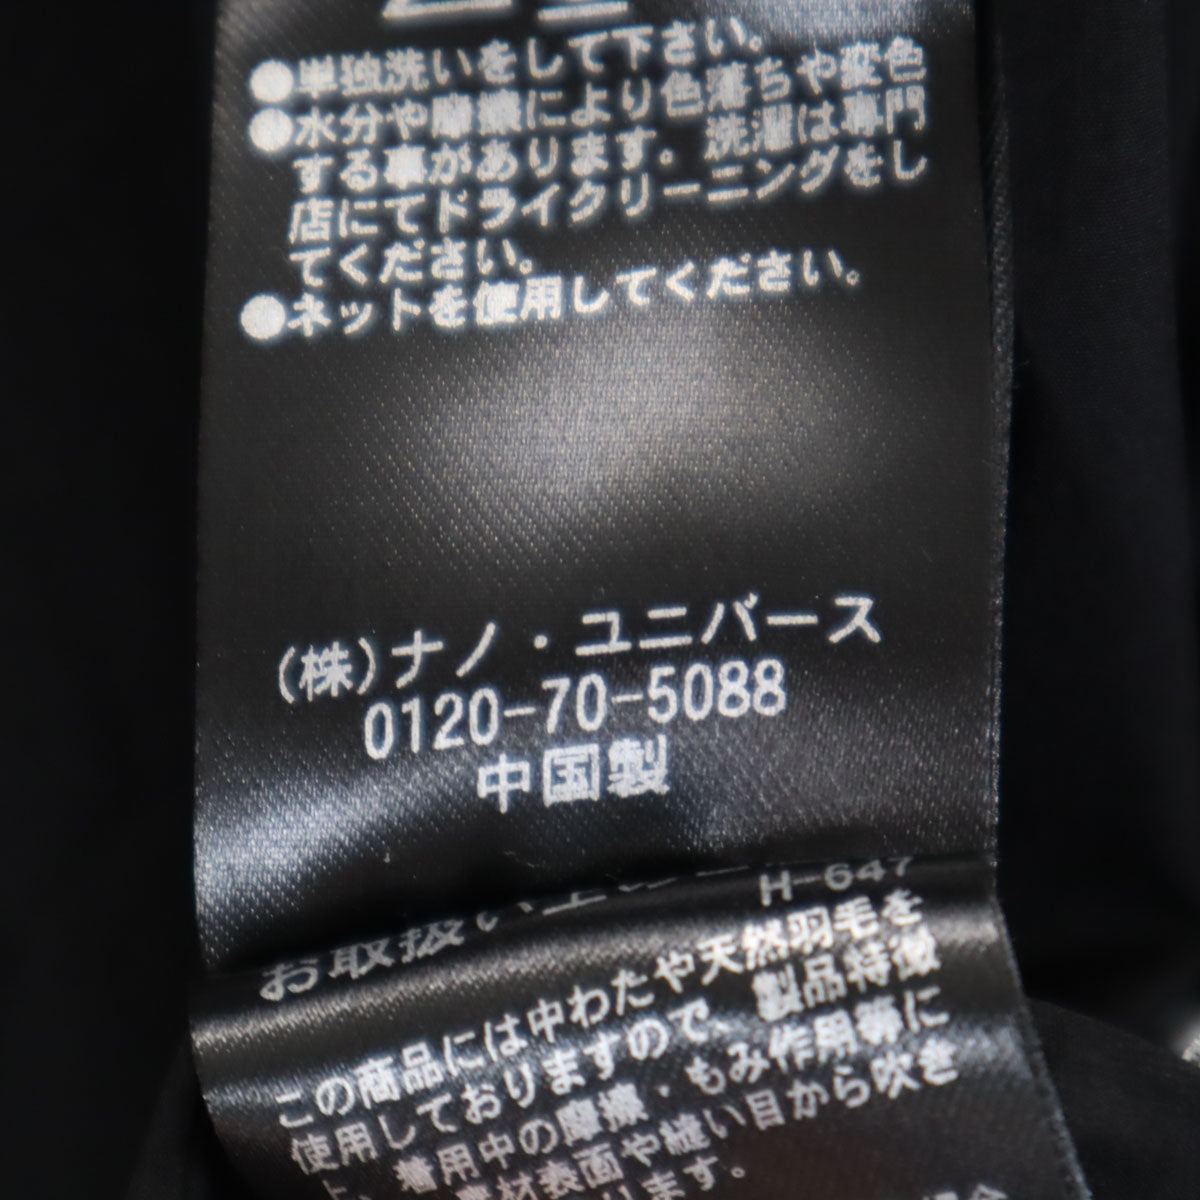 ●単独洗いをして下さい。
●水分や摩擦により色落ちや変色
する事があります。洗濯は専門
店にてドライクリーニングをし
てください。
●ネットを使用してください。
(株)ナノ・ユニバース
0120-70-5088
中国製
H-647
お取扱い上の
この商品には中わたや天然羽毛を
使用しておりますので、製品特徴
着用中の摩擦・もみ作用等に
素材表面や縫い目から吹き
ります。